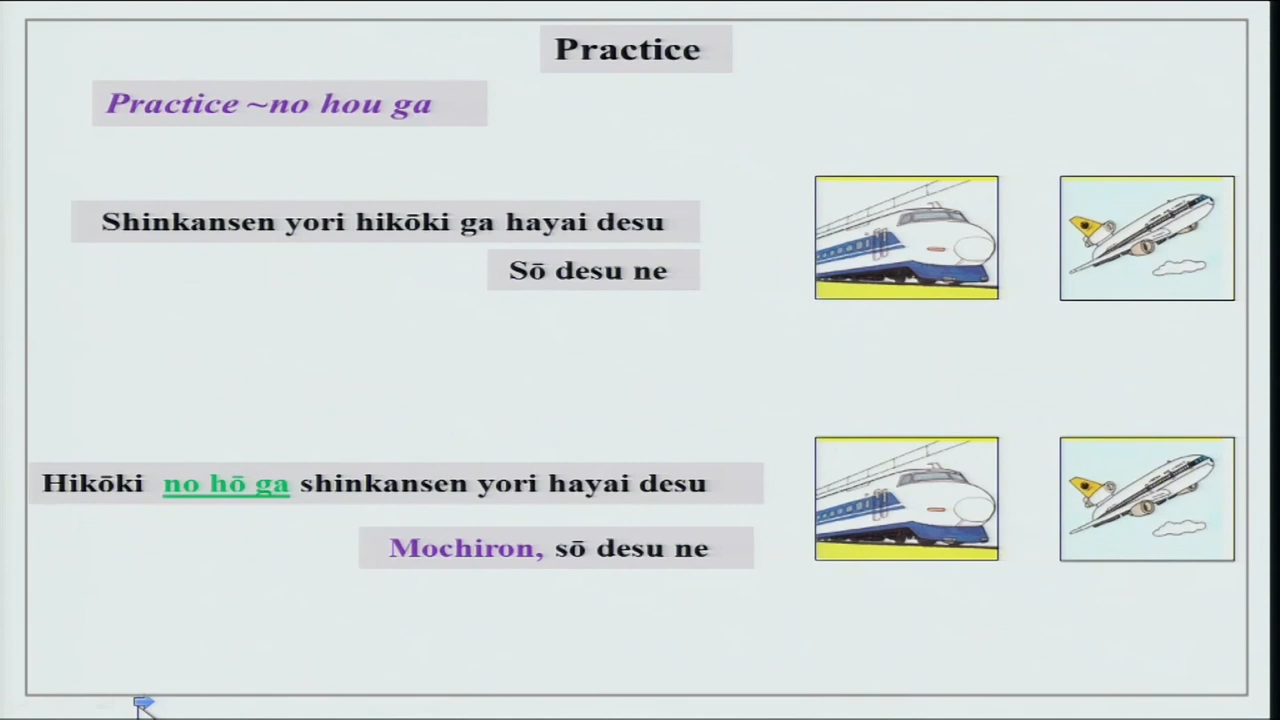 Practice
Practice ~no hou ga
Shinkansen yori hikōki ga hayai desu
Sō desu ne
Hikōki no hō ga shinkansen yori hayai desu
Mochiron, sō desu ne